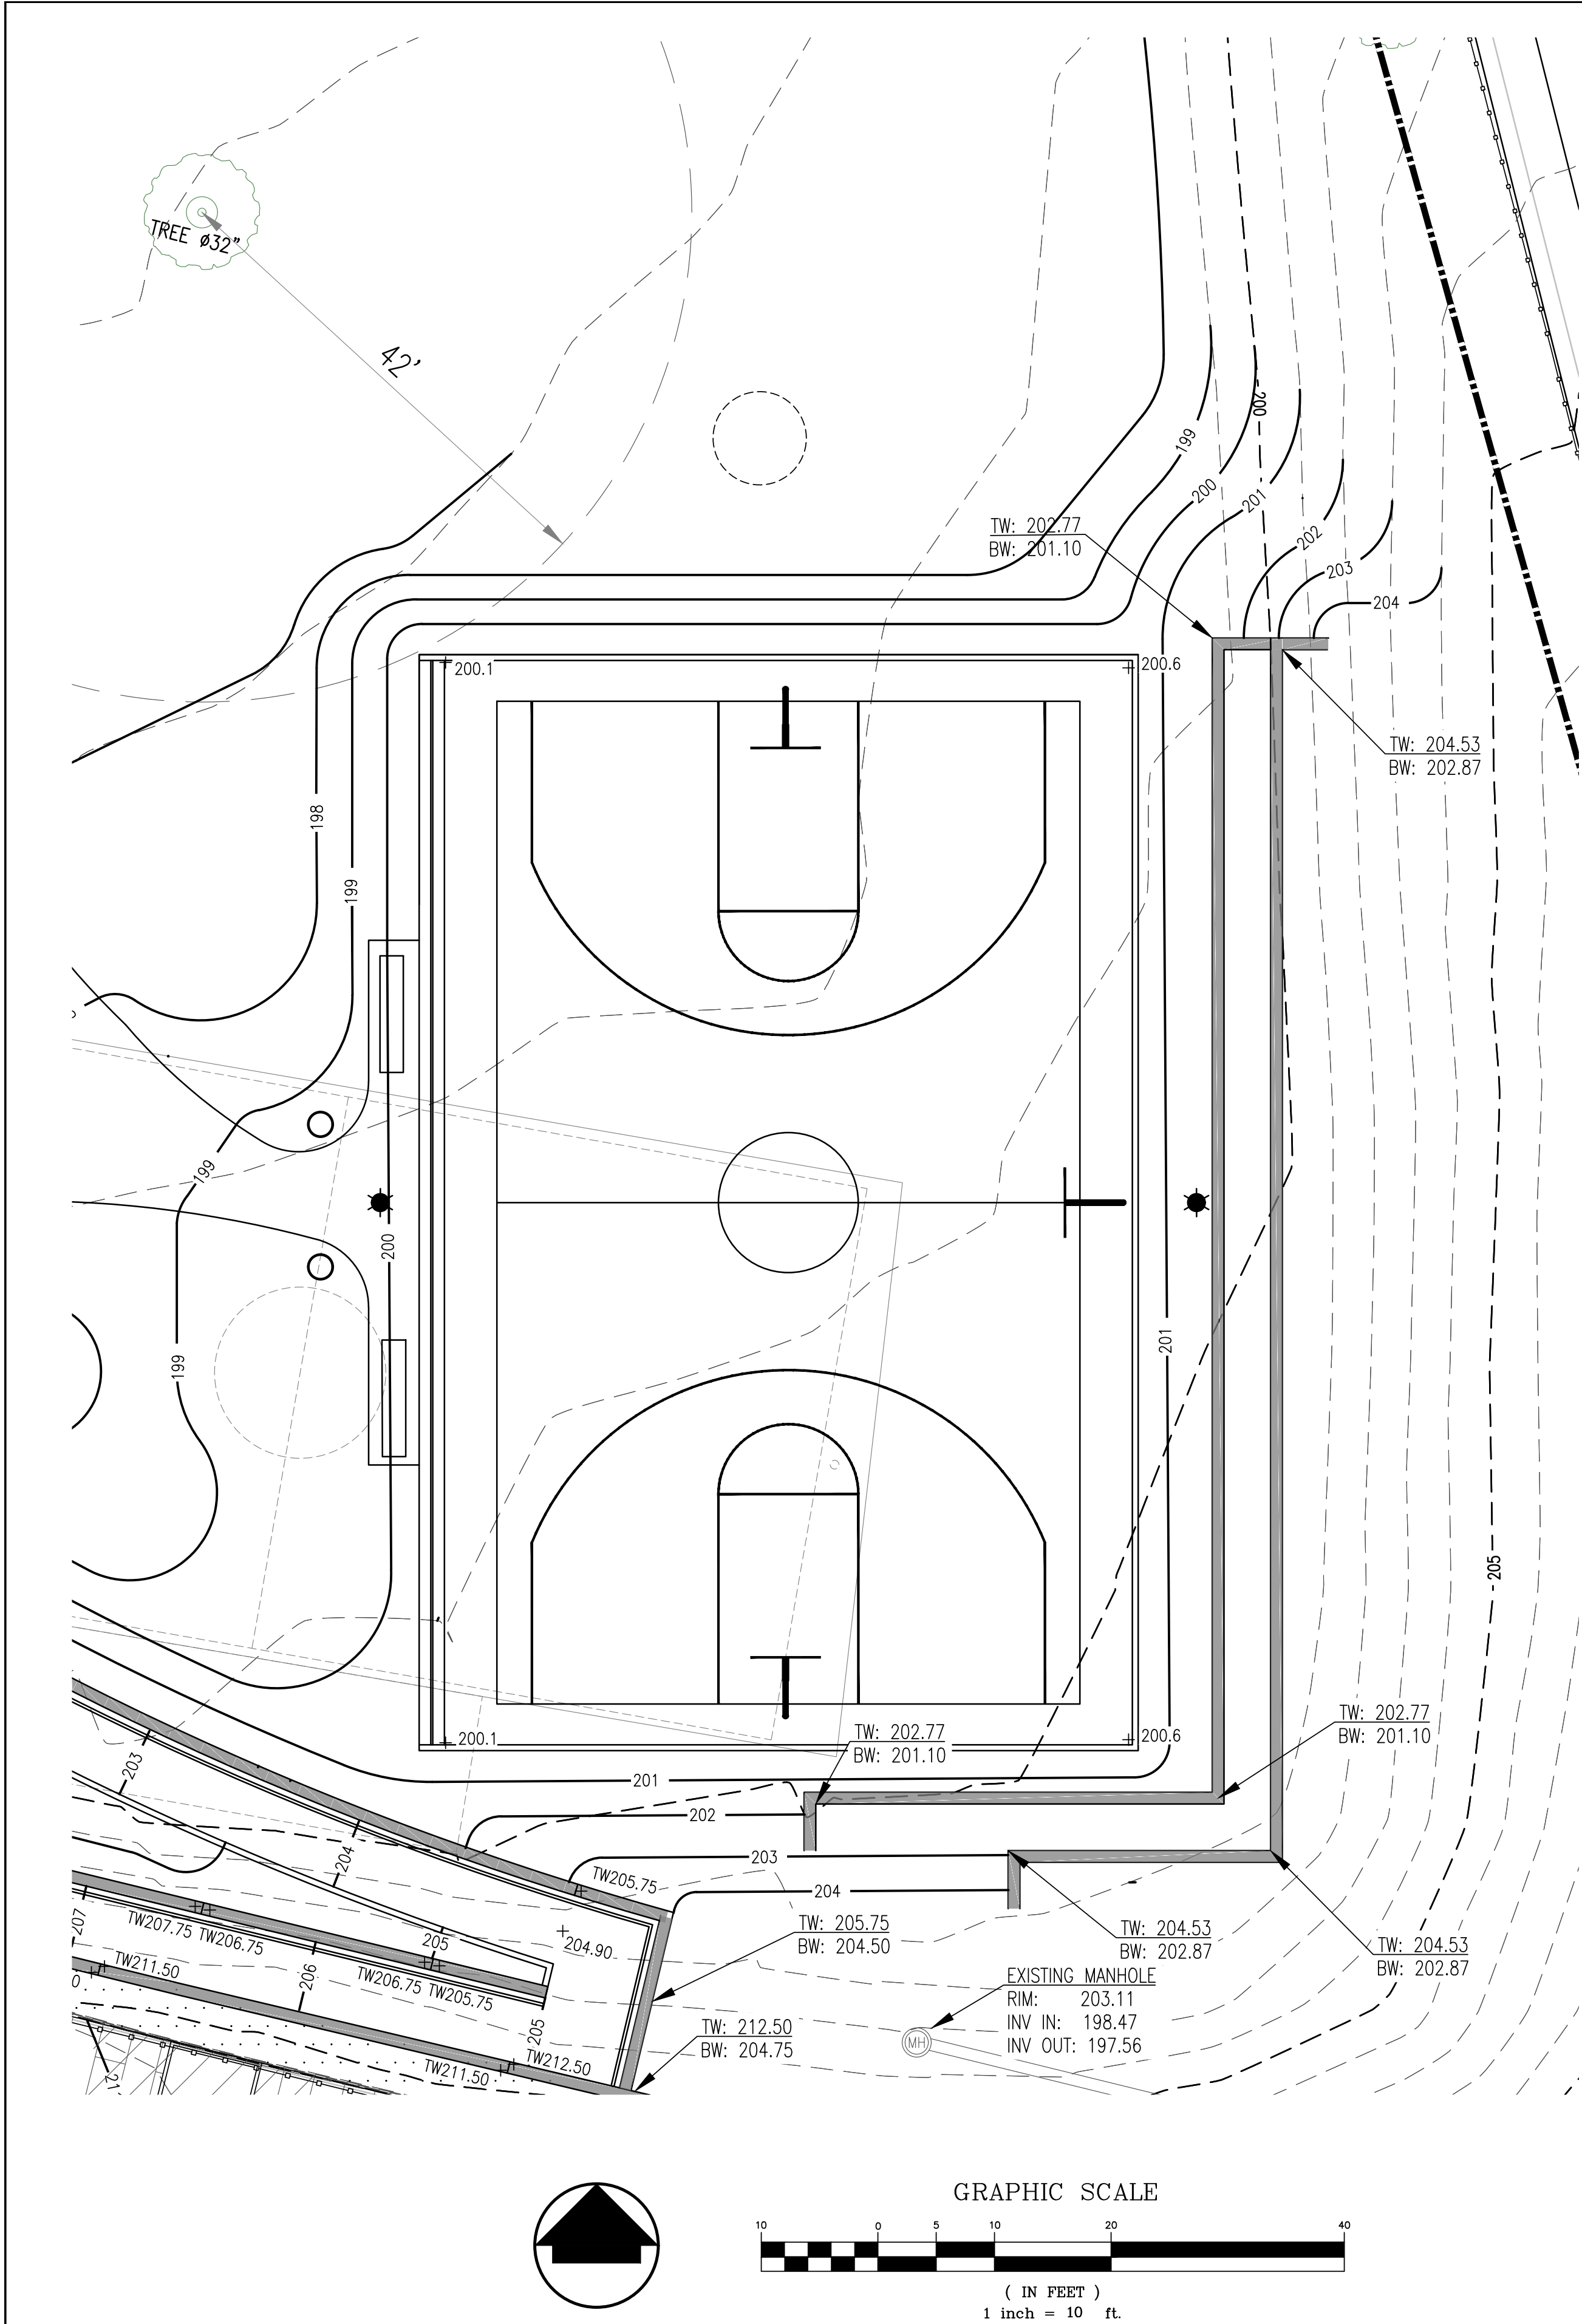 TREE ø32"
42'
199
200
200
201
202
203
204
TW: 202.77
BW: 201.10
200.1
200.6
TW: 204.53
BW: 202.87
198
199
199
200
199
201
205
200.1
200.6
TW: 202.77
BW: 201.10
TW: 202.77
BW: 201.10
201
202
203
204
203
204
TW205.75
204.90
TW: 205.75
BW: 204.50
TW: 204.53
BW: 202.87
TW: 204.53
BW: 202.87
207
TW207.75 TW206.75
205
206
TW206.75 TW205.75
TW211.50
0
205
EXISTING MANHOLE
RIM: 203.11
INV IN: 198.47
INV OUT: 197.56
MH
TW: 212.50
BW: 204.75
TW211.50
TW212.50
GRAPHIC SCALE
10 0 5 10 20 40
( IN FEET )
1 inch = 10 ft.